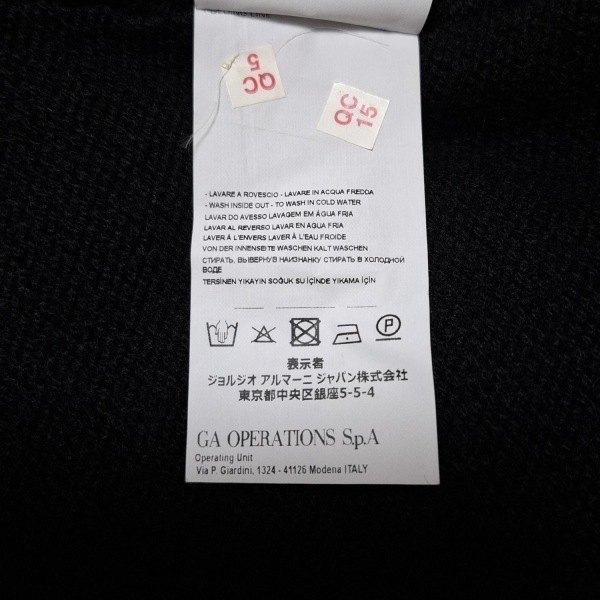 QC
5
QC
15
- LAVARE A ROVESCIO - LAVARE IN ACQUA FREDDA
- WASH INSIDE OUT - TO WASH IN COLD WATER
LAVAR DO AVESSO LAVAGEM EM ÁGUA FRIA
LAVAR AL REVERSO LAVAR EN AGUA FRIA
LAVER À L'ENVERS LAVER À L'EAU FROIDE
VON DER INNENSEITE WASCHEN KALT WASCHEN
СТИРАТЬ, ВЫВЕРНУВ НАИЗНАНКУ СТИРАТЬ В ХОЛОДНОЙ
ВОДЕ
TERSİNEN YIKAYIN SOĞUK SU İÇİNDE YIKAMA İÇİN
P
表示者
ジョルジオ アルマーニ ジャパン株式会社
東京都中央区銀座5-5-4
GA OPERATIONS S.p.A
Operating Unit
Via P. Giardini, 1324 - 41126 Modena ITALY